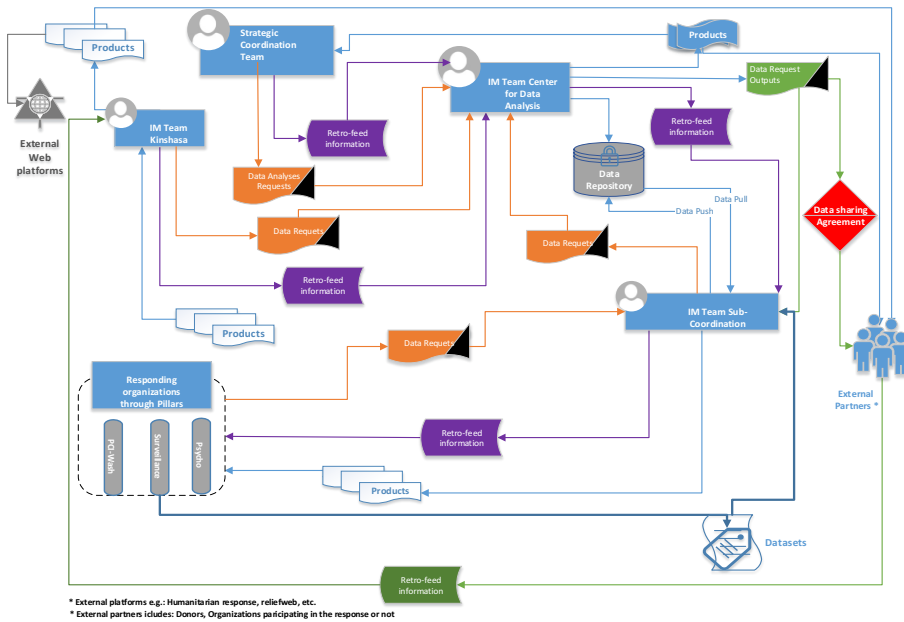 Products
Strategic
Coordination
Team
Products
External
Web
platforms
IM Team
Kinshasa
Retro-feed
information
IM Team Center
for Data
Analysis
Data Request
Outputs
Retro-feed
information
Data Analyses
Requests
Data
Repository
Data Pull
Data Push
Data sharing
Agreement
Data Requets
Data Requets
Retro-feed
information
Products
IM Team Sub-
Coordination
Data Requets
External
Partners *
Responding
organizations
through Pillars
PCI-Wash
Surveillance
Psycho
Retro-feed
information
Products
Datasets
Retro-feed
information
* External platforms e.g.: Humanitarian response, reliefweb, etc.
* External partners icludes: Donors, Organizations paricipating in the response or not